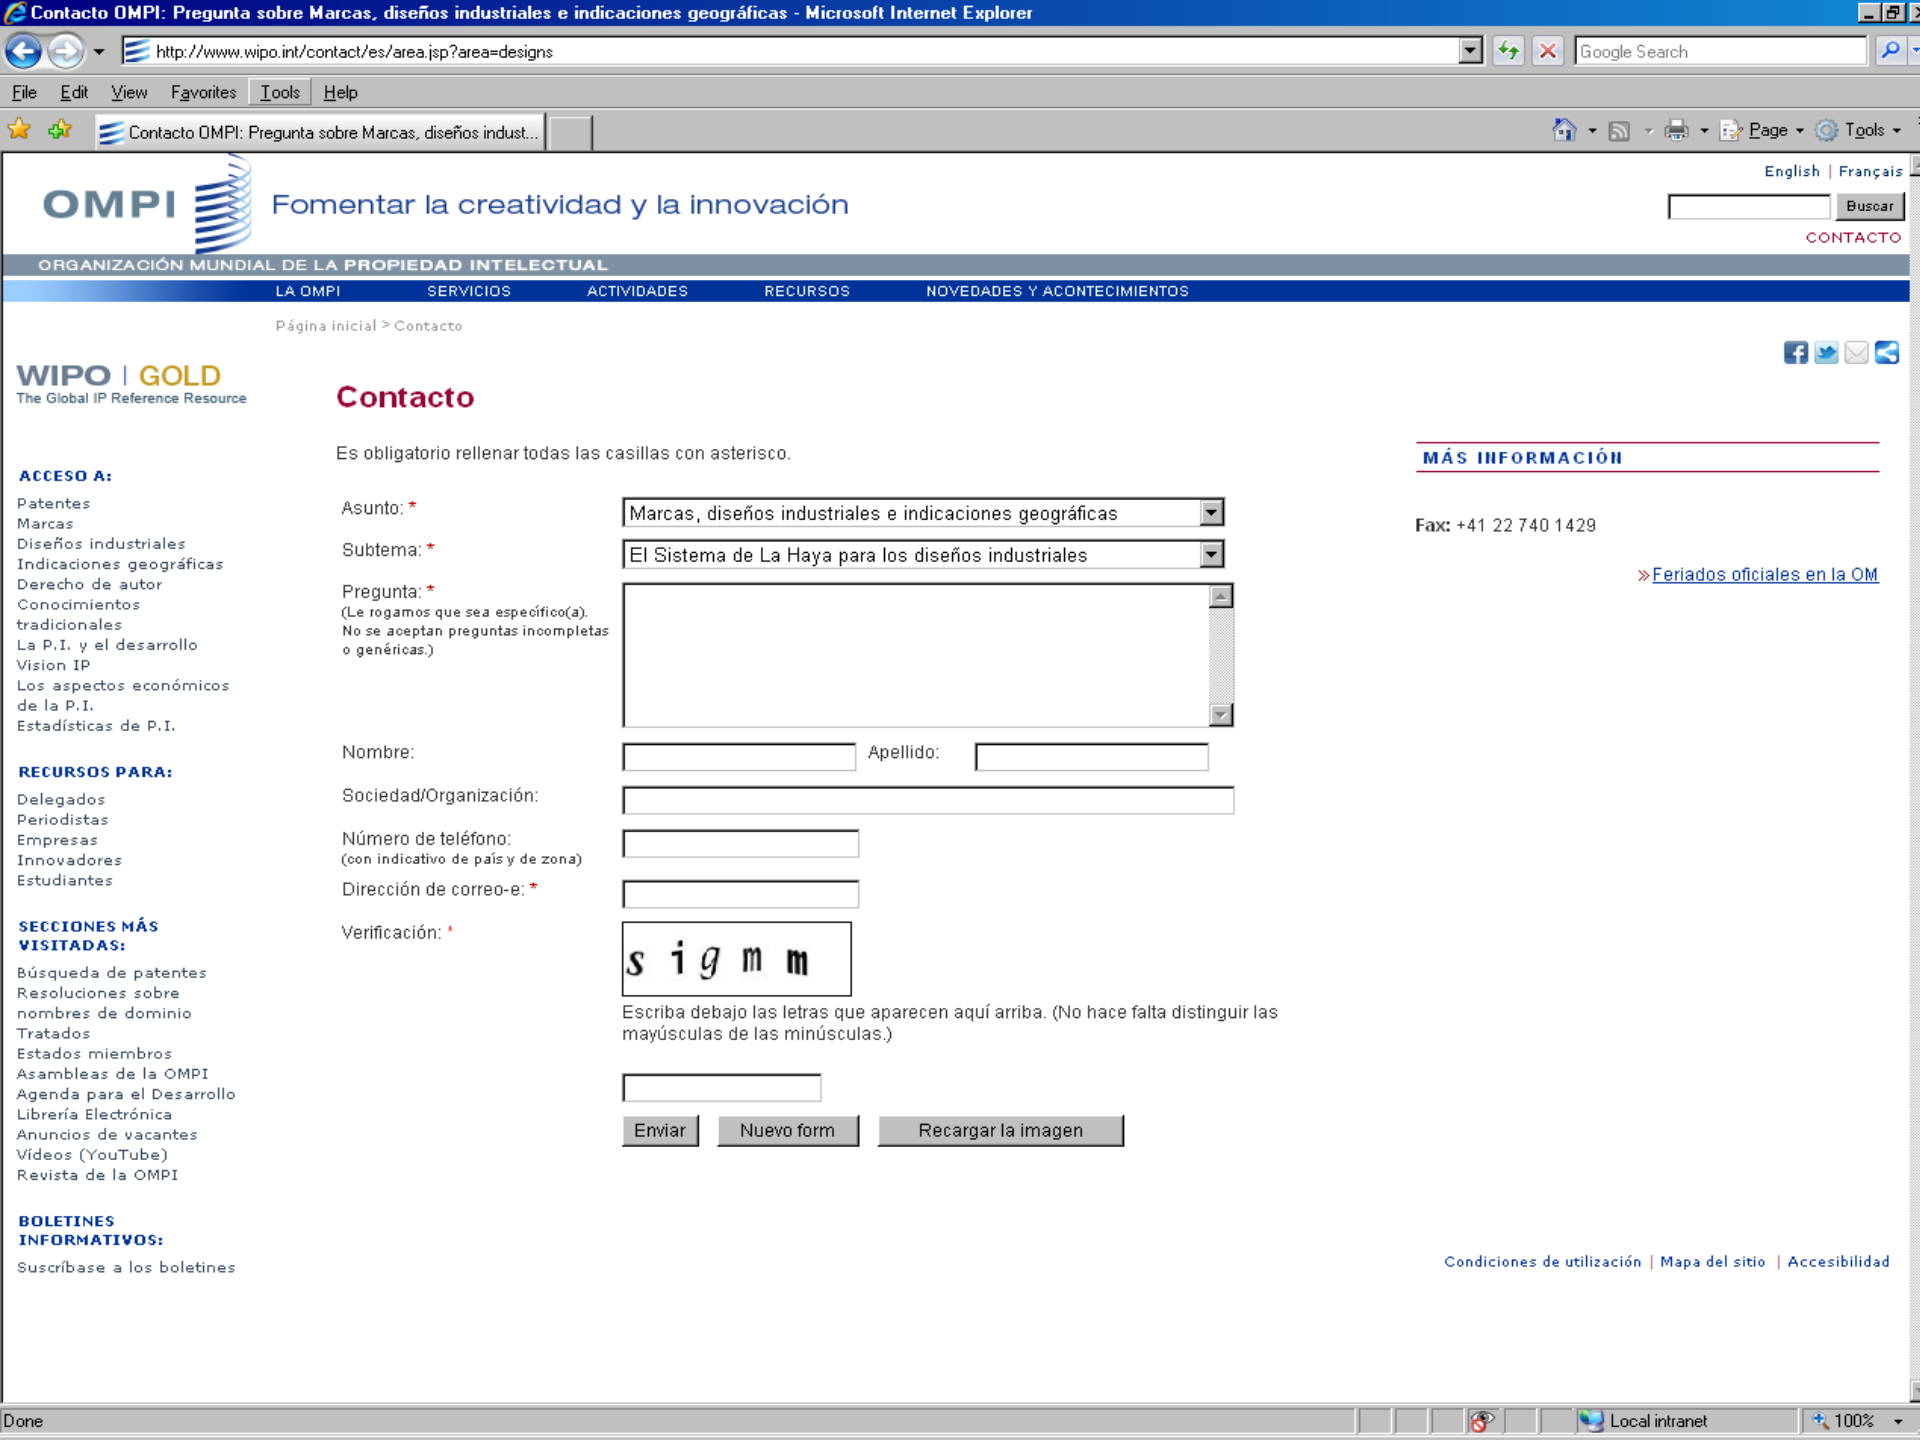 Contacto OMPI: Pregunta sobre Marcas, diseños industriales e indicaciones geográficas - Microsoft Internet Explorer
http://www.wipo.int/contact/es/area.jsp?area=designs
Google Search
File Edit View Favorites Tools Help
Contacto OMPI: Pregunta sobre Marcas, diseños indust...
Page Tools
English | Français
OMPI
Fomentar la creatividad y la innovación
Buscar
CONTACTO
ORGANIZACIÓN MUNDIAL DE LA PROPIEDAD INTELECTUAL
LA OMPI SERVICIOS ACTIVIDADES RECURSOS NOVEDADES Y ACONTECIMIENTOS
Página inicial > Contacto
WIPO | GOLD
The Global IP Reference Resource
ACCESO A:
Patentes
Marcas
Diseños industriales
Indicaciones geográficas
Derecho de autor
Conocimientos
tradicionales
La P.I. y el desarrollo
Vision IP
Los aspectos económicos
de la P.I.
Estadísticas de P.I.
RECURSOS PARA:
Delegados
Periodistas
Empresas
Innovadores
Estudiantes
SECCIONES MÁS
VISITADAS:
Búsqueda de patentes
Resoluciones sobre
nombres de dominio
Tratados
Estados miembros
Asambleas de la OMPI
Agenda para el Desarrollo
Librería Electrónica
Anuncios de vacantes
Vídeos (YouTube)
Revista de la OMPI
BOLETINES
INFORMATIVOS:
Suscríbase a los boletines
Contacto
Es obligatorio rellenar todas las casillas con asterisco.
Asunto: * Marcas, diseños industriales e indicaciones geográficas
Subtema: * El Sistema de La Haya para los diseños industriales
Pregunta: *
(Le rogamos que sea específico(a).
No se aceptan preguntas incompletas
o genéricas.)
Nombre: Apellido:
Sociedad/Organización:
Número de teléfono:
(con indicativo de país y de zona)
Dirección de correo-e: *
Verificación: *
s i g m m
Escriba debajo las letras que aparecen aquí arriba. (No hace falta distinguir las
mayúsculas de las minúsculas.)
Enviar Nuevo form Recargar la imagen
MÁS INFORMACIÓN
Fax: +41 22 740 1429
» Feriados oficiales en la OM
Condiciones de utilización | Mapa del sitio | Accesibilidad
Done Local intranet 100%